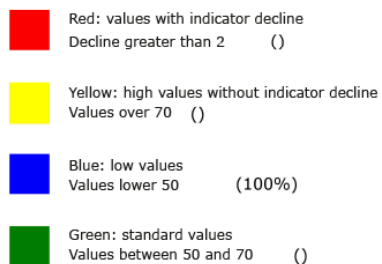 Red: values with indicator decline
Decline greater than 2 ()
Yellow: high values without indicator decline
Values over 70 ()
Blue: low values
Values lower 50 (100%)
Green: standard values
Values between 50 and 70 ()